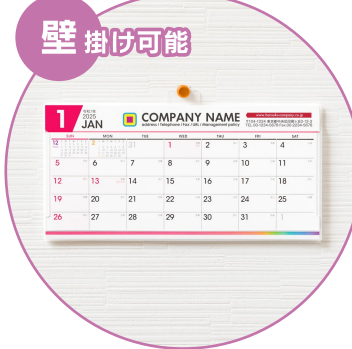 壁掛け可能
1
令和7年
2025
JAN
COMPANY NAME
address / Telephone / Fax / URL / Management policy
SUN MON TUE WED THU FRI SAT
12 2 31 1 2 3 4
5 6 7 8 9 10 11
12 13 14 15 16 17 18
19 20 21 22 23 24 25
26 27 28 29 30 31 1